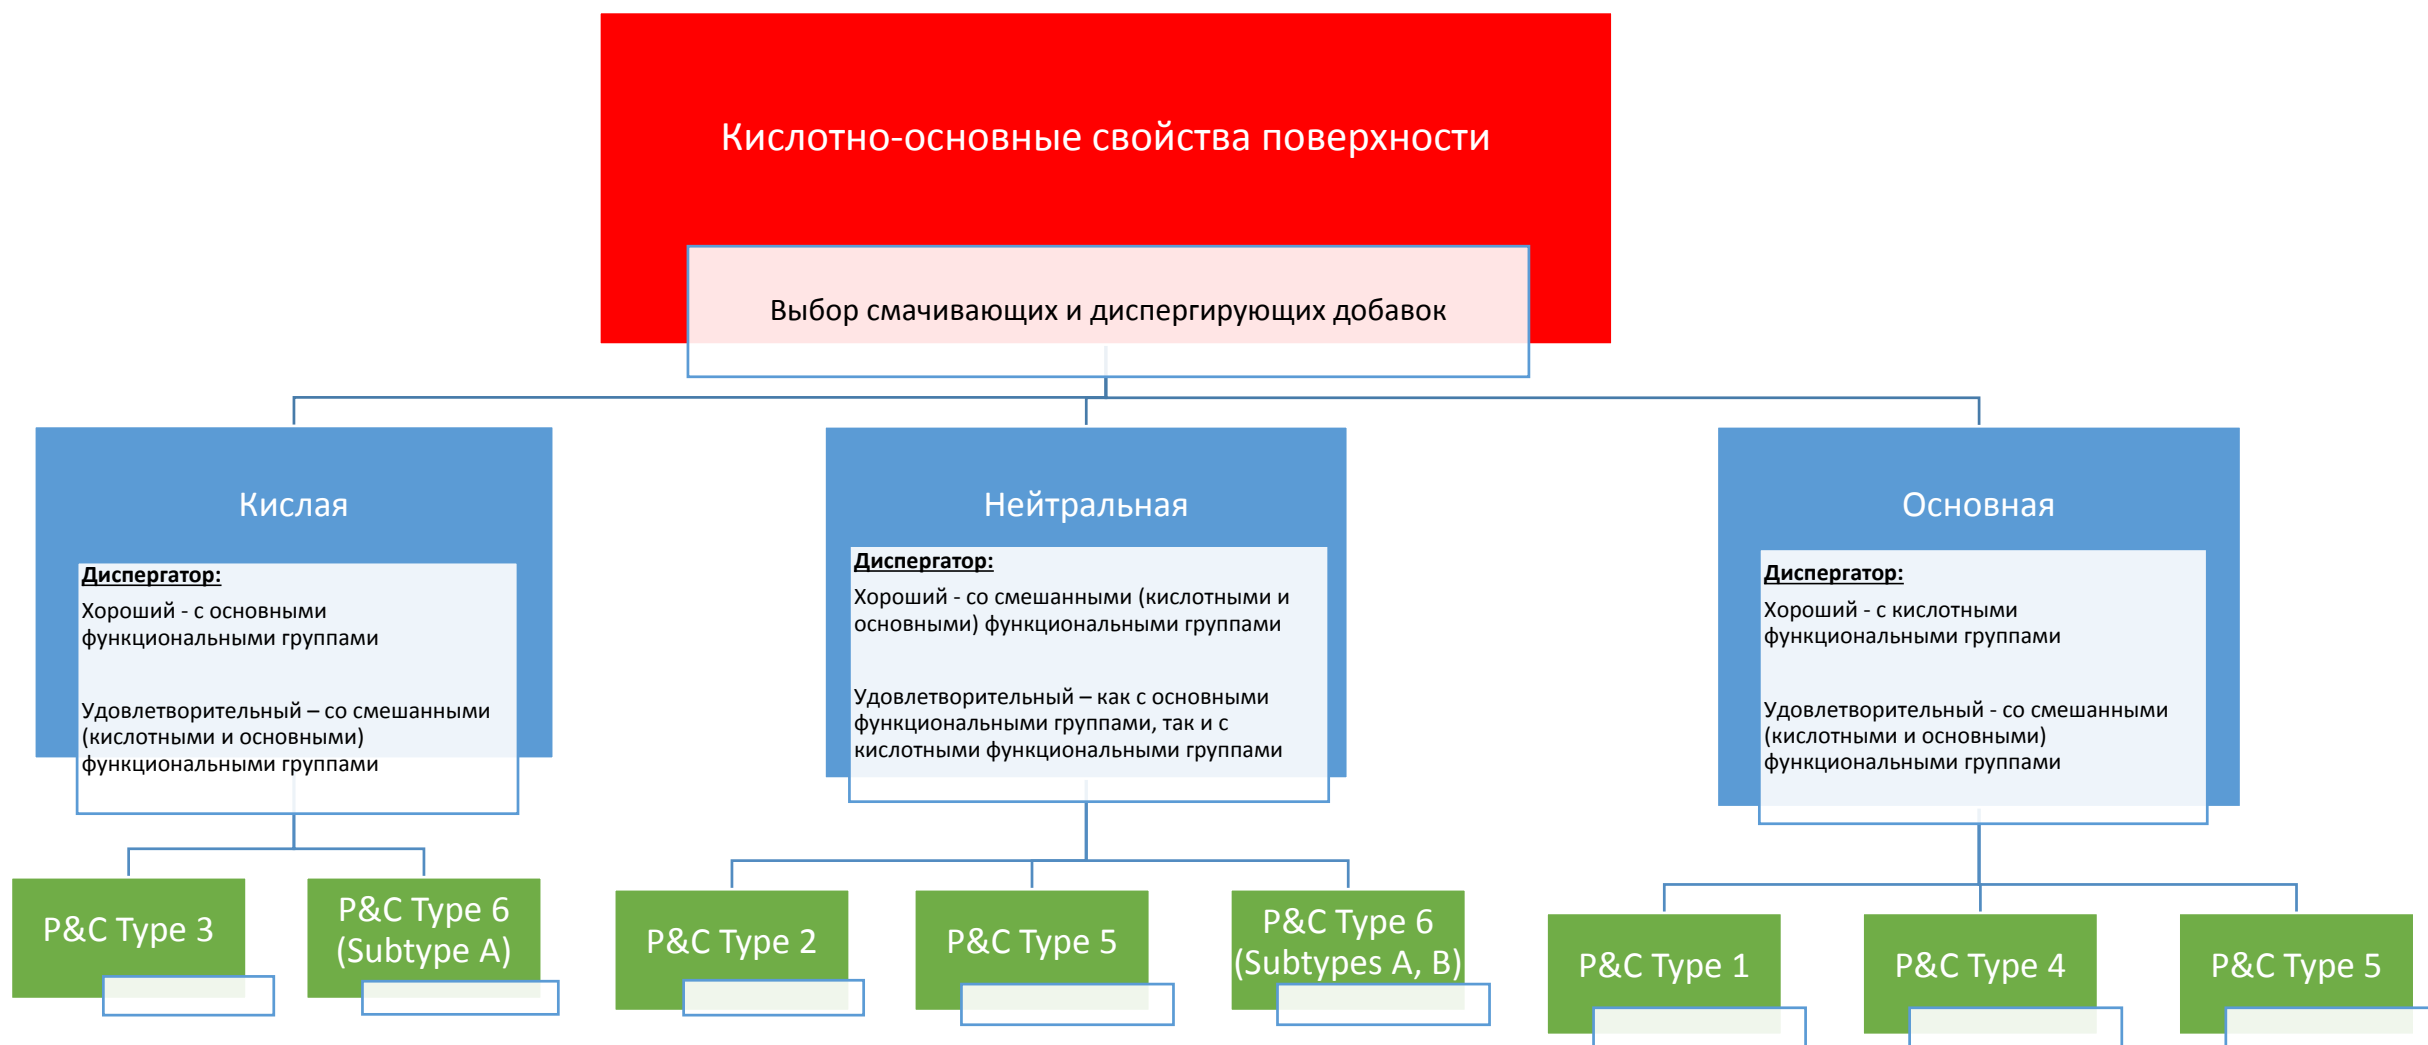 Кислотно-основные свойства поверхности
Выбор смачивающих и диспергирующих добавок
Кислая
Диспергатор:
Хороший - с основными
функциональными группами
Удовлетворительный – со смешанными
(кислотными и основными)
функциональными группами
Нейтральная
Диспергатор:
Хороший - со смешанными (кислотными и
основными) функциональными группами
Удовлетворительный – как с основными
функциональными группами, так и с
кислотными функциональными группами
Основная
Диспергатор:
Хороший - с кислотными
функциональными группами
Удовлетворительный - со смешанными
(кислотными и основными)
функциональными группами
P&C Type 3
P&C Type 6
(Subtype A)
P&C Type 2
P&C Type 5
P&C Type 6
(Subtypes A, B)
P&C Type 1
P&C Type 4
P&C Type 5